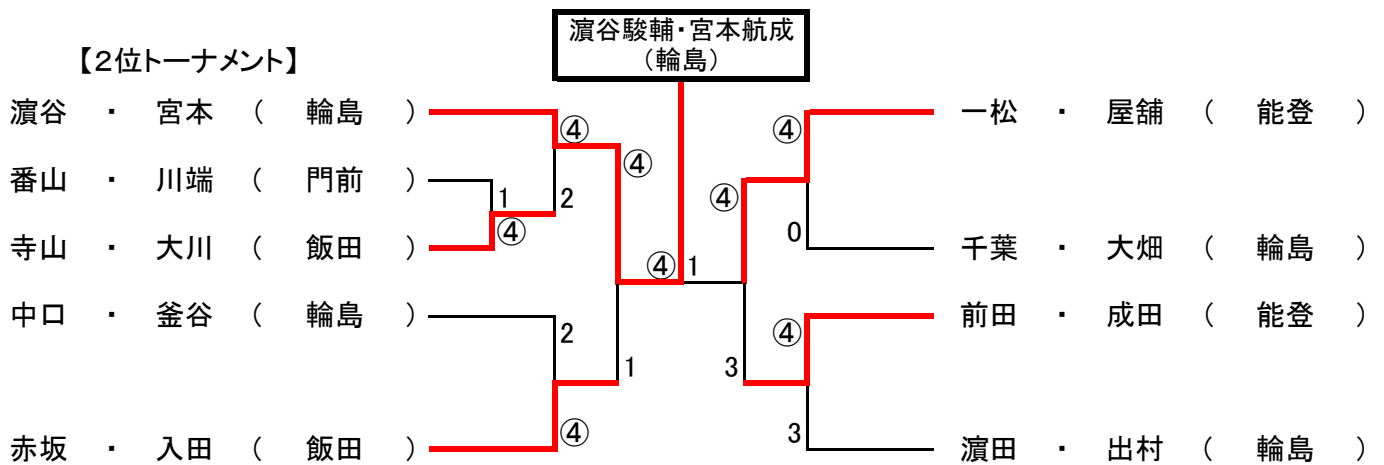 濵谷駿輔・宮本航成
（輪島）
【２位トーナメント】
濵谷 ・ 宮本 （ 輪島 ）
一松 ・ 屋舗 （ 能登 ）
④
④
④
番山 ・ 川端 （ 門前 ）
1
2
④
④
寺山 ・ 大川 （ 飯田 ）
0
千葉 ・ 大畑 （ 輪島 ）
④
1
中口 ・ 釜谷 （ 輪島 ）
前田 ・ 成田 （ 能登 ）
2
④
1
3
④
3
赤坂 ・ 入田 （ 飯田 ）
濵田 ・ 出村 （ 輪島 ）